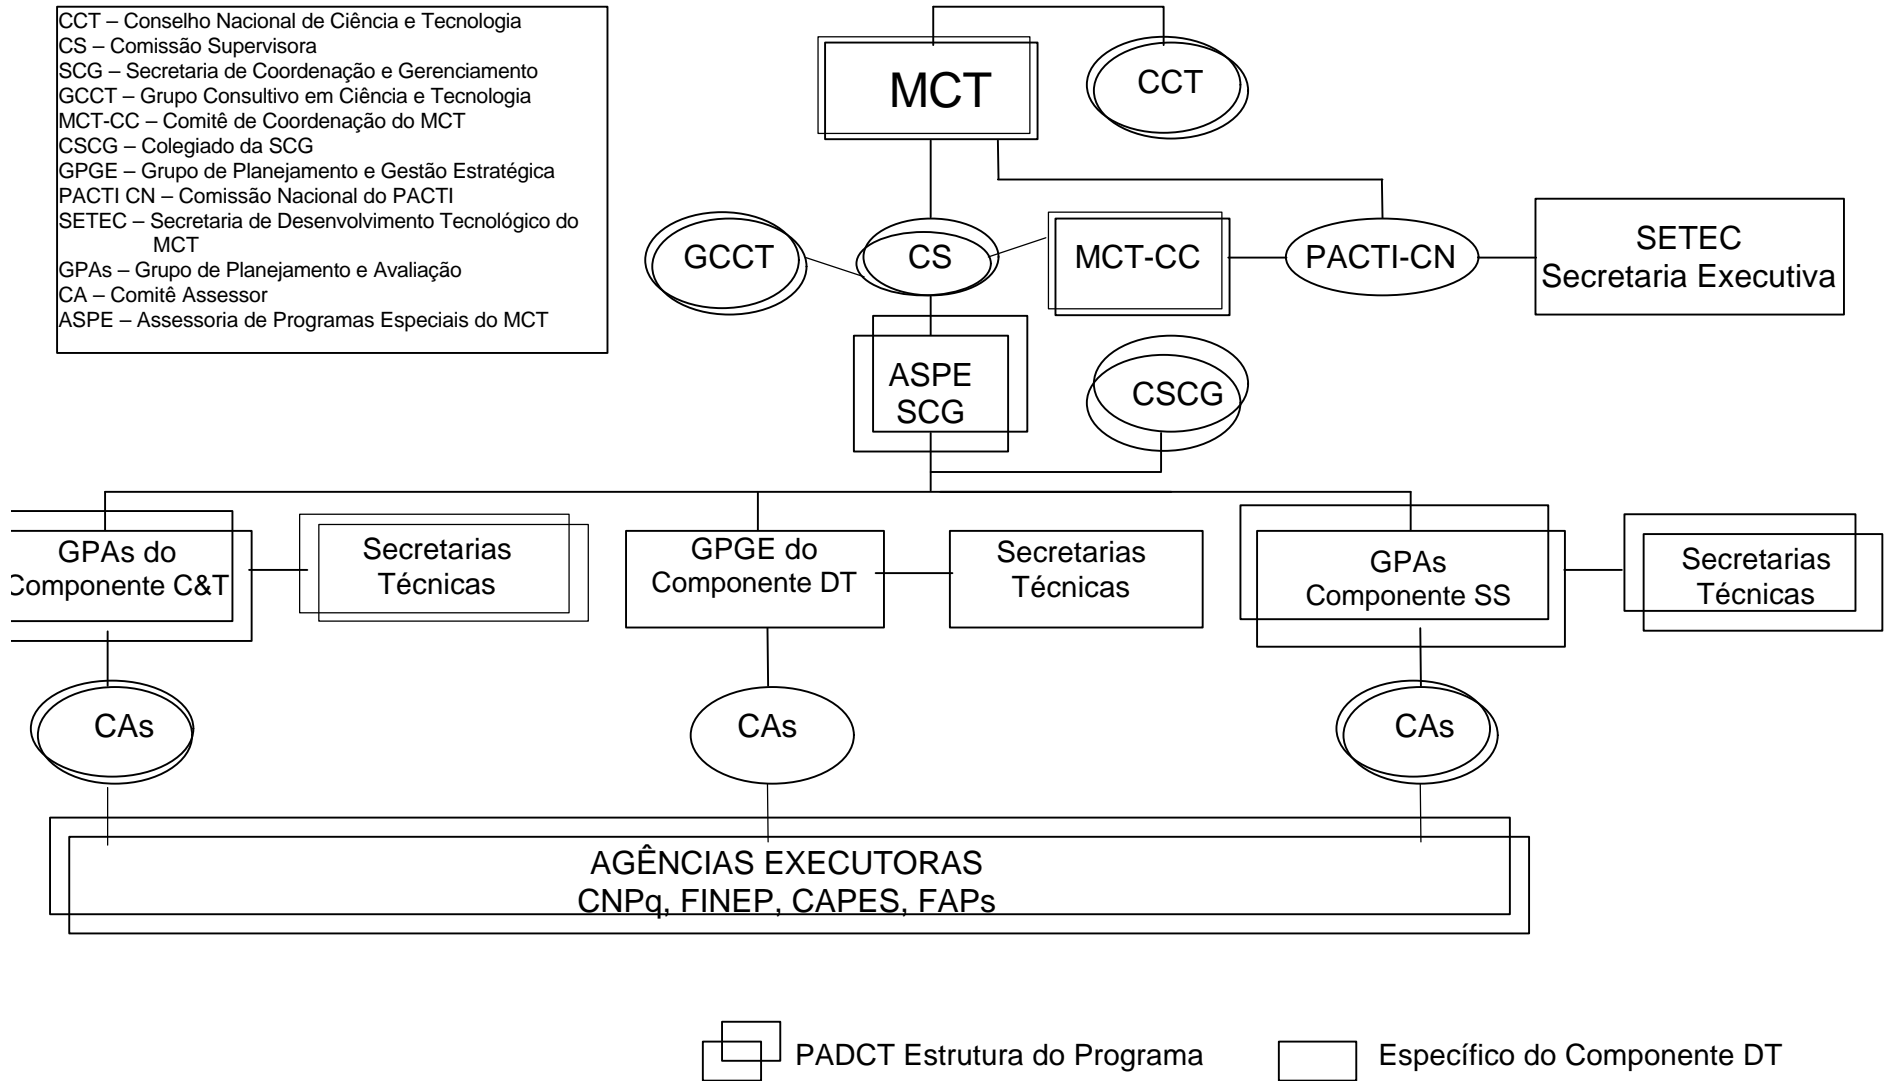 CCT – Conselho Nacional de Ciência e Tecnologia
CS – Comissão Supervisora
SCG – Secretaria de Coordenação e Gerenciamento
GCCT – Grupo Consultivo em Ciência e Tecnologia
MCT-CC – Comitê de Coordenação do MCT
CSCG – Colegiado da SCG
GPGE – Grupo de Planejamento e Gestão Estratégica
PACTI CN – Comissão Nacional do PACTI
SETEC – Secretaria de Desenvolvimento Tecnológico do
MCT
GPAs – Grupo de Planejamento e Avaliação
CA – Comitê Assessor
ASPE – Assessoria de Programas Especiais do MCT
MCT
CCT
GCCT
CS
MCT-CC
PACTI-CN
SETEC
Secretaria Executiva
ASPE
SCG
CSCG
GPAs do
Componente C&T
Secretarias
Técnicas
GPGE do
Componente DT
Secretarias
Técnicas
GPAs
Componente SS
Secretarias
Técnicas
CAs
CAs
CAs
AGÊNCIAS EXECUTORAS
CNPq, FINEP, CAPES, FAPs
PADCT Estrutura do Programa
Específico do Componente DT